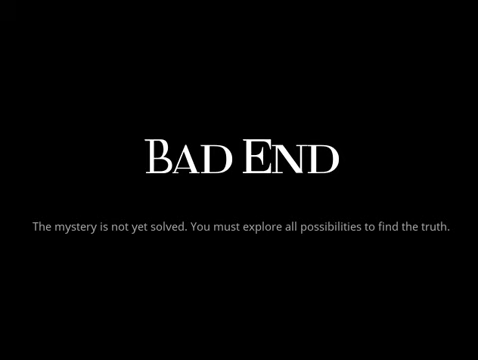 BAD END
The mystery is not yet solved. You must explore all possibilities to find the truth.